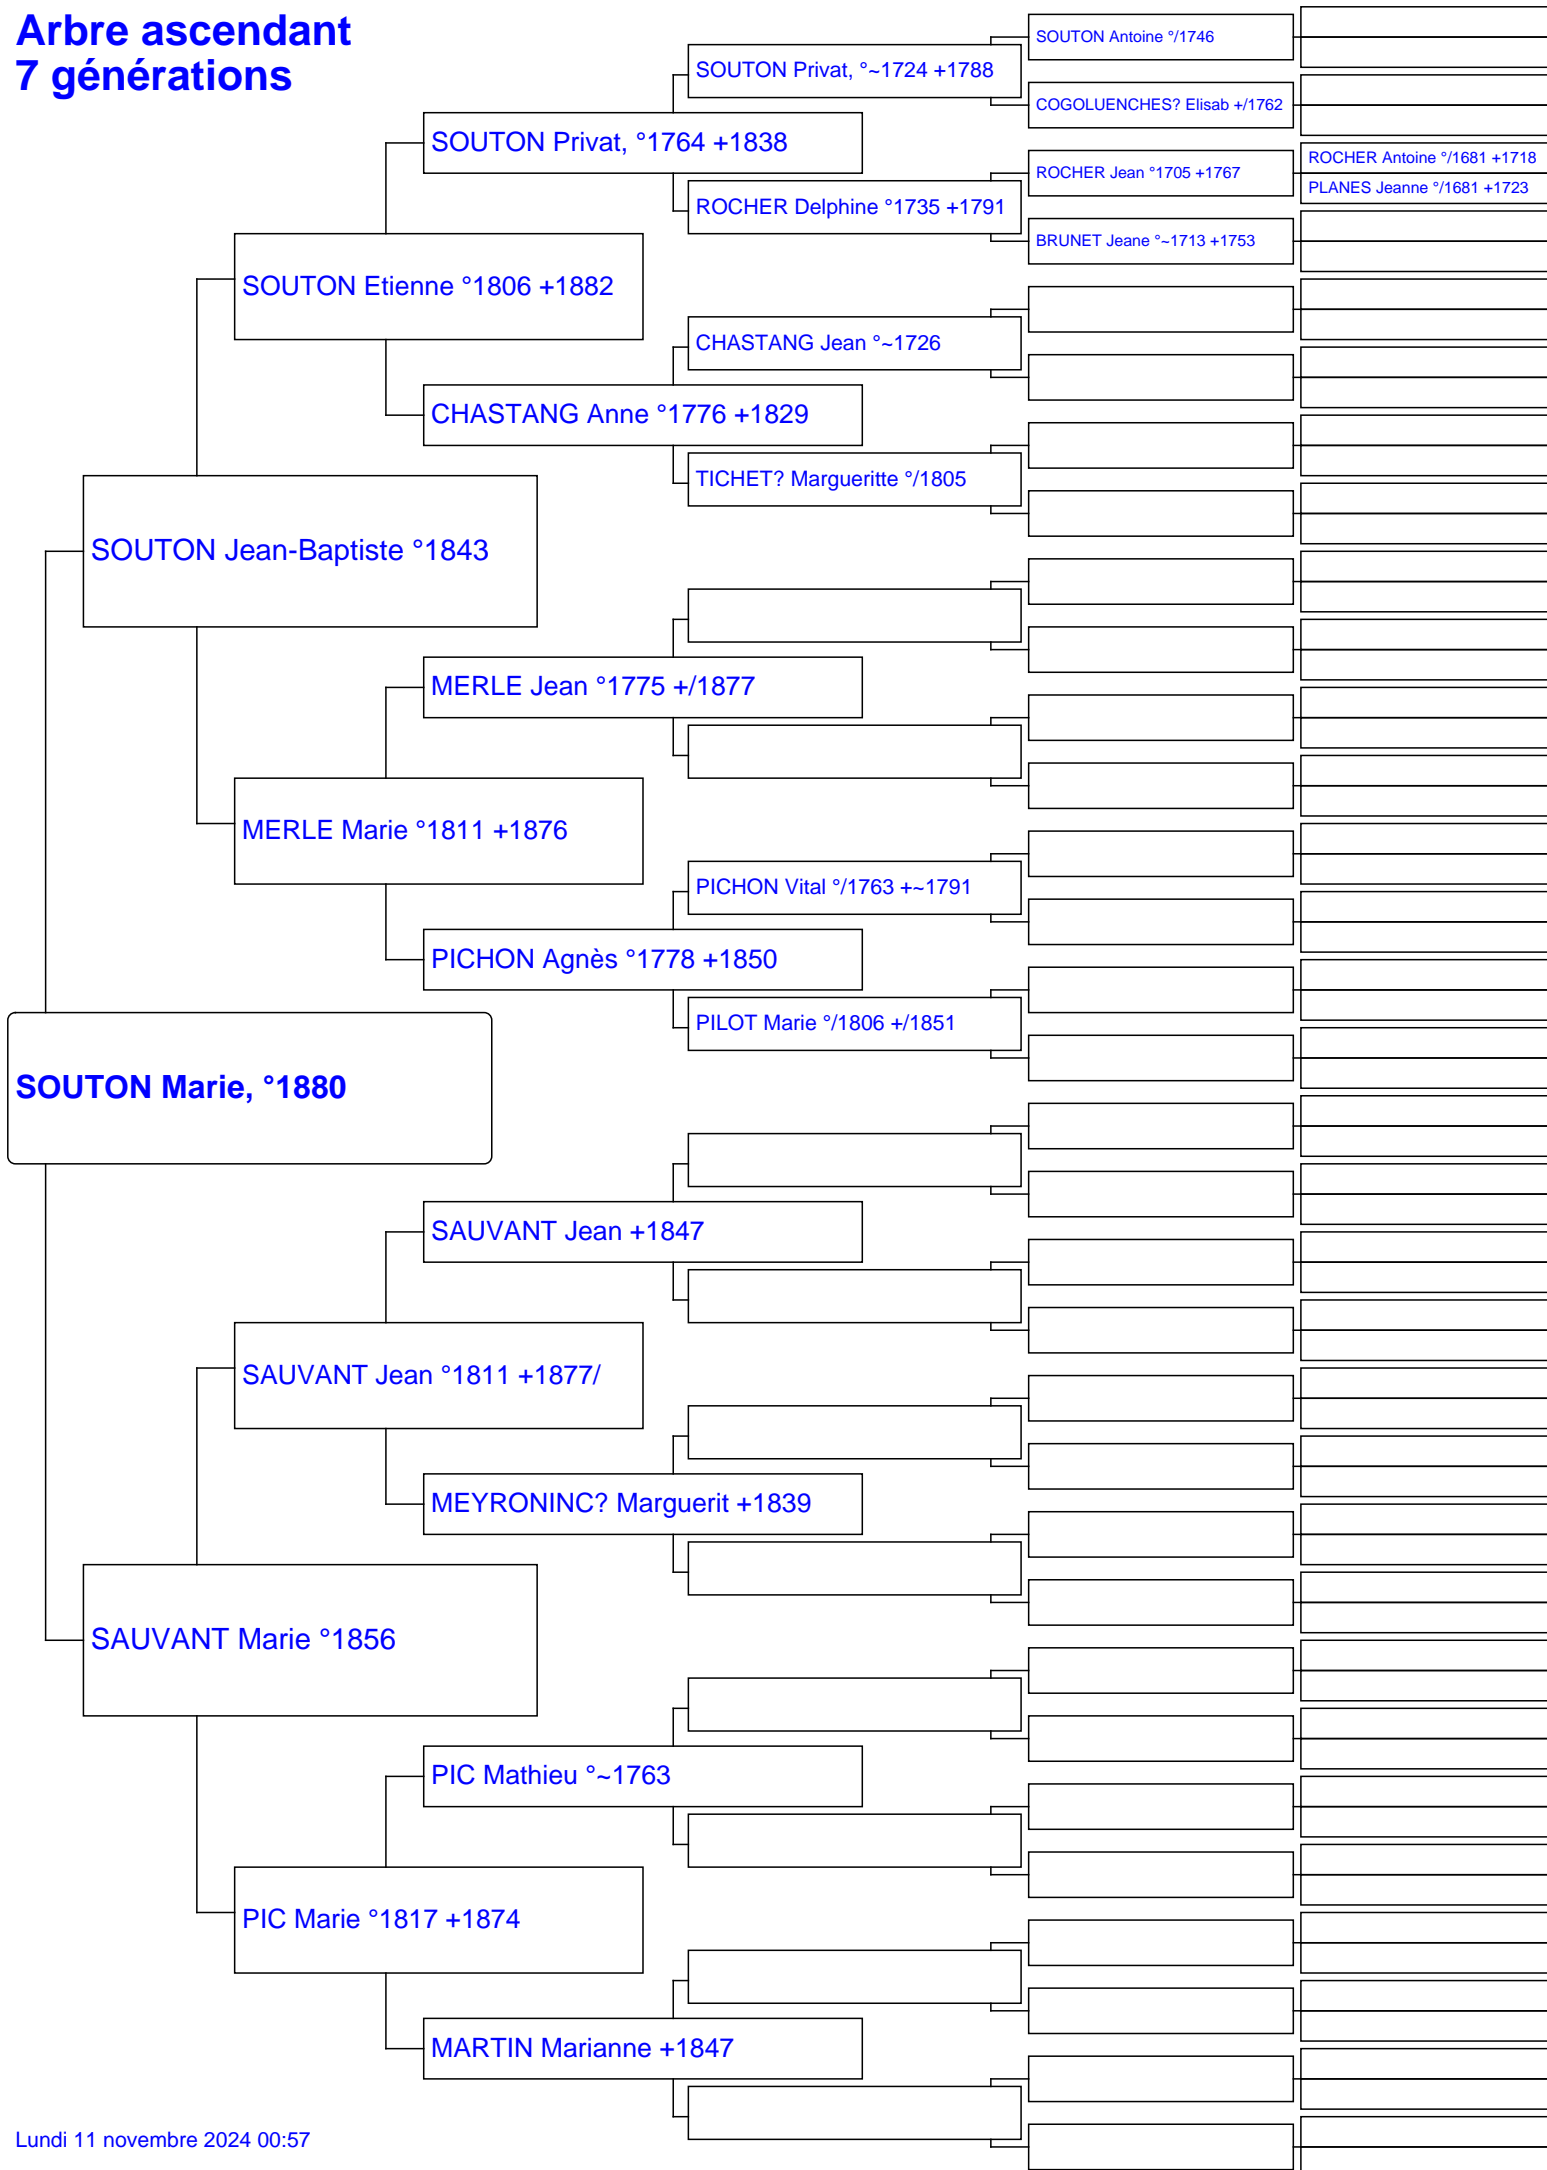 Arbre ascendant
7 générations
SOUTON Antoine °/1746
SOUTON Privat, °~1724 +1788
COGOLUENCHES? Elisab +/1762
SOUTON Privat, °1764 +1838
ROCHER Antoine °/1681 +1718
ROCHER Jean °1705 +1767
PLANES Jeanne °/1681 +1723
ROCHER Delphine °1735 +1791
BRUNET Jeane °~1713 +1753
SOUTON Etienne °1806 +1882
CHASTANG Jean °~1726
CHASTANG Anne °1776 +1829
TICHET? Margueritte °/1805
SOUTON Jean-Baptiste °1843
MERLE Jean °1775 +/1877
MERLE Marie °1811 +1876
PICHON Vital °/1763 +~1791
PICHON Agnès °1778 +1850
PILOT Marie °/1806 +/1851
SOUTON Marie, °1880
SAUVANT Jean +1847
SAUVANT Jean °1811 +1877/
MEYRONINC? Marguerit +1839
SAUVANT Marie °1856
PIC Mathieu °~1763
PIC Marie °1817 +1874
MARTIN Marianne +1847
Lundi 11 novembre 2024 00:57